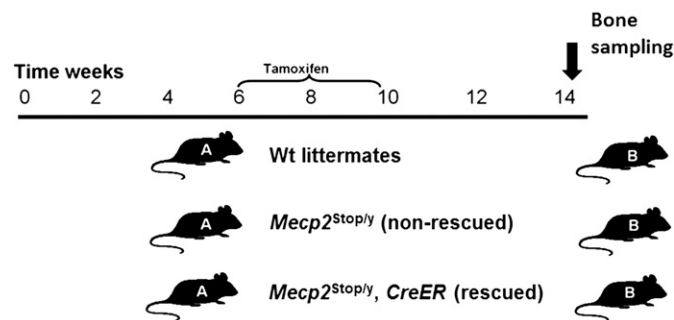 Bone
sampling
Time weeks
Tamoxifen
0 2 4 6 8 10 12 14
A Wt littermates B
A Mecp2Stop/y (non-rescued) B
A Mecp2Stop/y, CreER (rescued) B